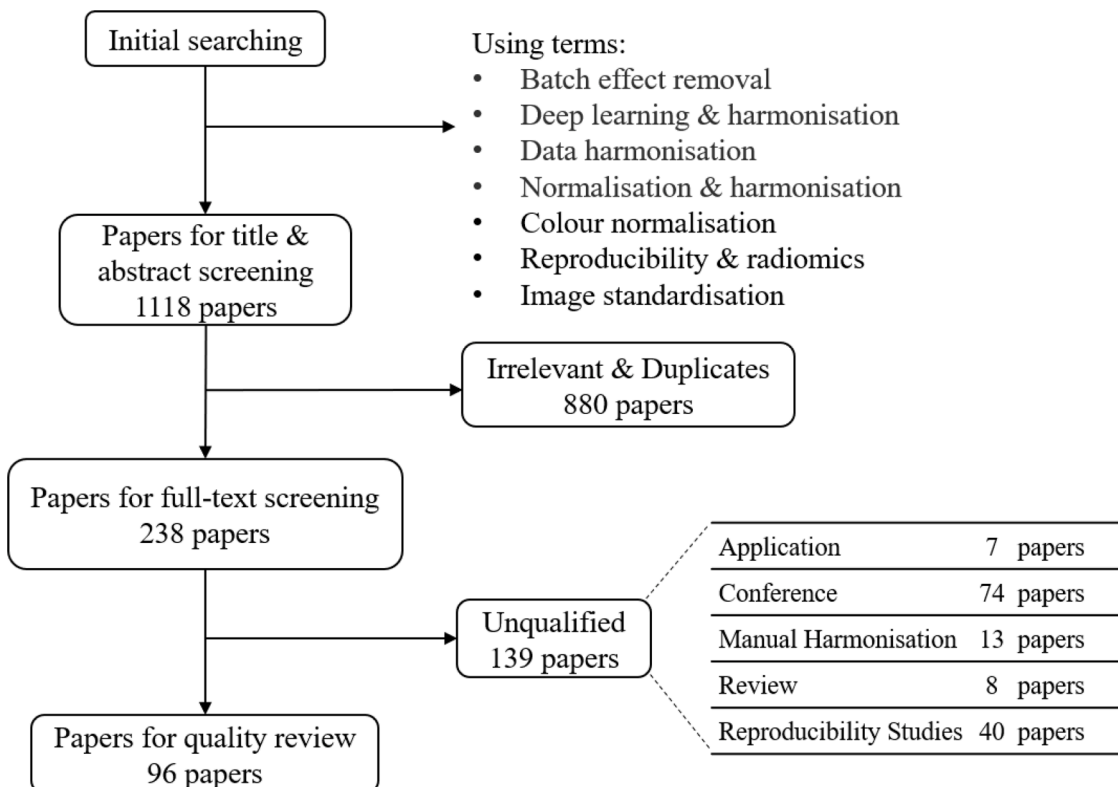 Initial searching
Using terms:
• Batch effect removal
• Deep learning & harmonisation
• Data harmonisation
• Normalisation & harmonisation
• Colour normalisation
• Reproducibility & radiomics
• Image standardisation
Papers for title &
abstract screening
1118 papers
Irrelevant & Duplicates
880 papers
Papers for full-text screening
238 papers
Unqualified
139 papers
Application 7 papers
Conference 74 papers
Manual Harmonisation 13 papers
Review 8 papers
Reproducibility Studies 40 papers
Papers for quality review
96 papers